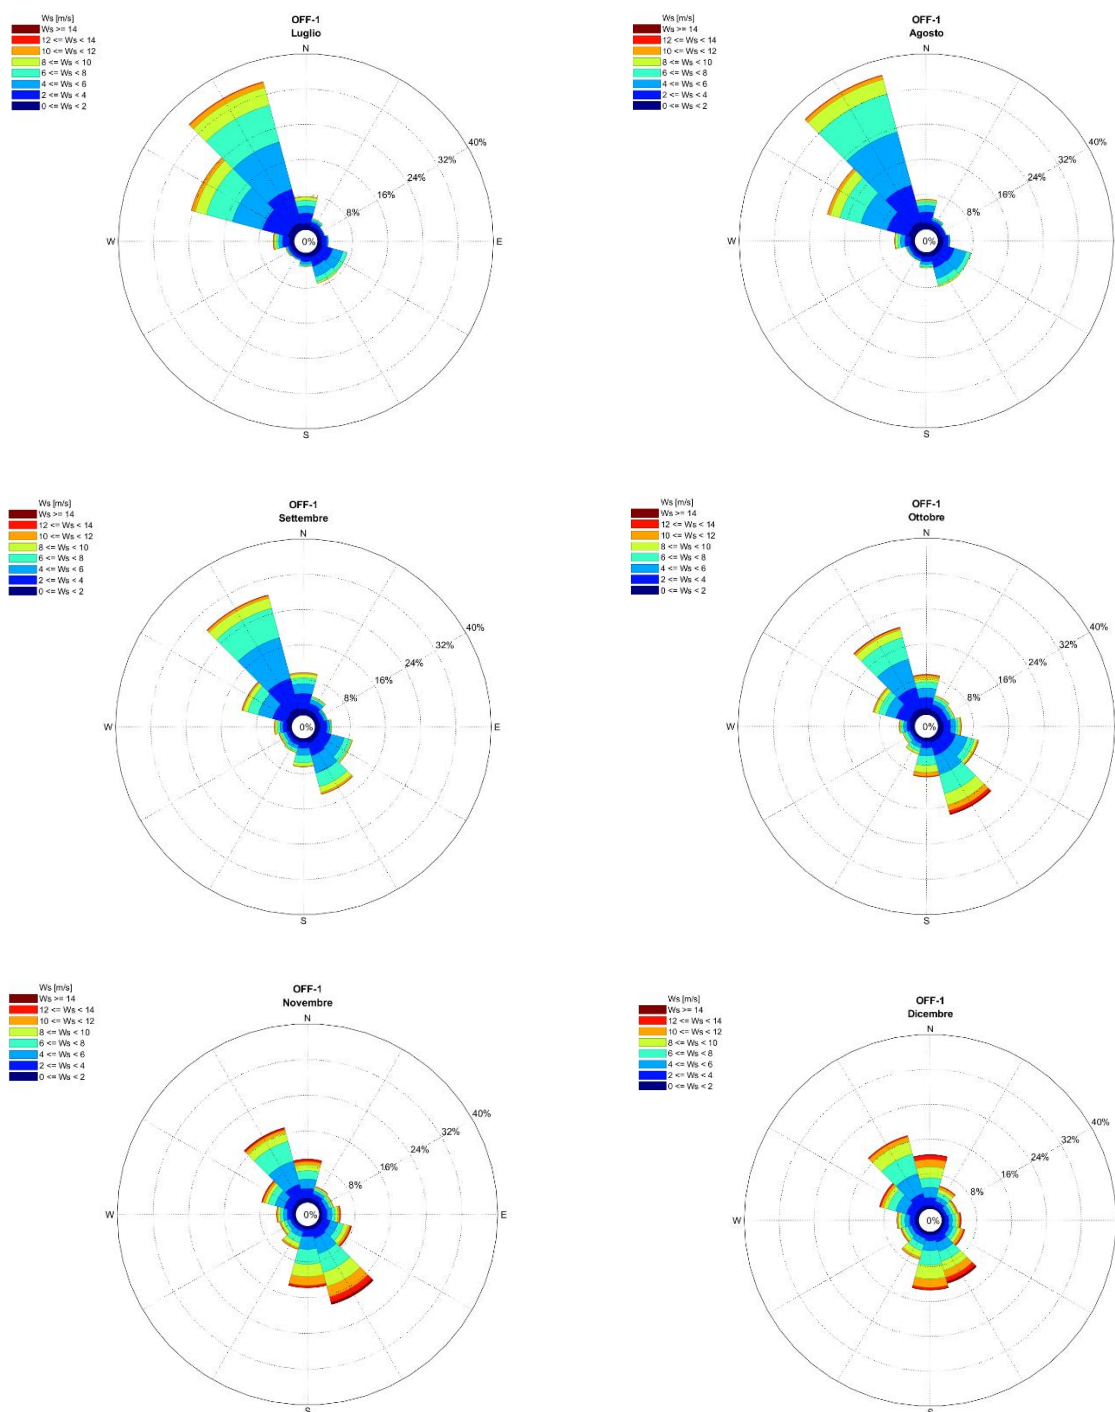 Ws [m/s]
Ws >= 14
12 <= Ws < 14
10 <= Ws < 12
8 <= Ws < 10
6 <= Ws < 8
4 <= Ws < 6
2 <= Ws < 4
0 <= Ws < 2
OFF-1
Luglio
N
40%
32%
24%
16%
8%
0%
W
E
S
Ws [m/s]
Ws >= 14
12 <= Ws < 14
10 <= Ws < 12
8 <= Ws < 10
6 <= Ws < 8
4 <= Ws < 6
2 <= Ws < 4
0 <= Ws < 2
OFF-1
Agosto
N
40%
32%
24%
16%
8%
0%
W
E
S
Ws [m/s]
Ws >= 14
12 <= Ws < 14
10 <= Ws < 12
8 <= Ws < 10
6 <= Ws < 8
4 <= Ws < 6
2 <= Ws < 4
0 <= Ws < 2
OFF-1
Settembre
N
40%
32%
24%
16%
8%
0%
W
E
S
Ws [m/s]
Ws >= 14
12 <= Ws < 14
10 <= Ws < 12
8 <= Ws < 10
6 <= Ws < 8
4 <= Ws < 6
2 <= Ws < 4
0 <= Ws < 2
OFF-1
Ottobre
N
40%
32%
24%
16%
8%
0%
W
E
S
Ws [m/s]
Ws >= 14
12 <= Ws < 14
10 <= Ws < 12
8 <= Ws < 10
6 <= Ws < 8
4 <= Ws < 6
2 <= Ws < 4
0 <= Ws < 2
OFF-1
Novembre
N
40%
32%
24%
16%
8%
0%
W
E
S
Ws [m/s]
Ws >= 14
12 <= Ws < 14
10 <= Ws < 12
8 <= Ws < 10
6 <= Ws < 8
4 <= Ws < 6
2 <= Ws < 4
0 <= Ws < 2
OFF-1
Dicembre
N
40%
32%
24%
16%
8%
0%
W
E
S